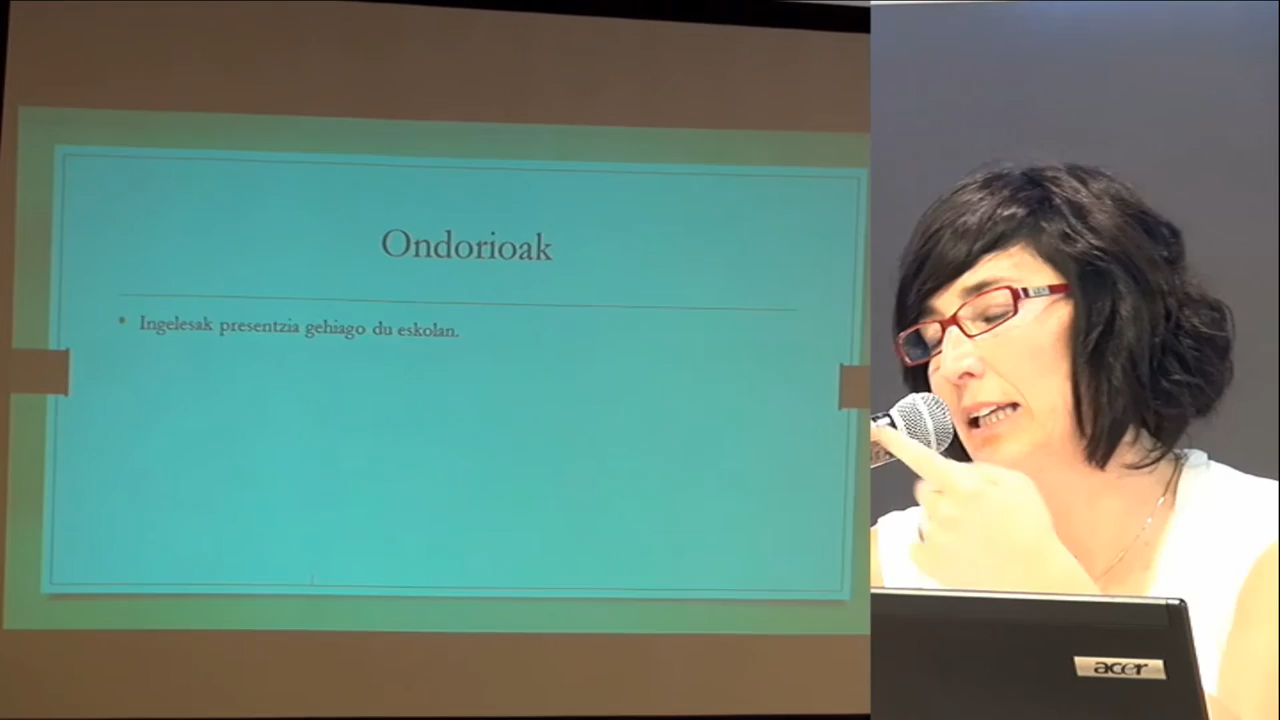 Ondorioak
• Ingelesak presentzia gehiago du eskolan.
acer